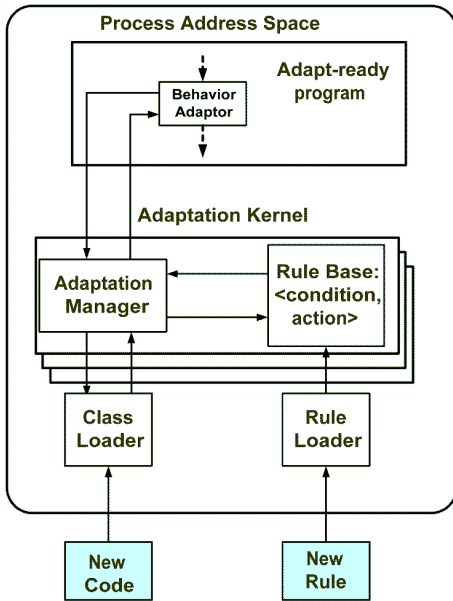 Process Address Space
Adapt-ready
program
Behavior
Adaptor
Adaptation Kernel
Adaptation
Manager
Rule Base:
<condition,
action>
Class
Loader
Rule
Loader
New
Code
New
Rule